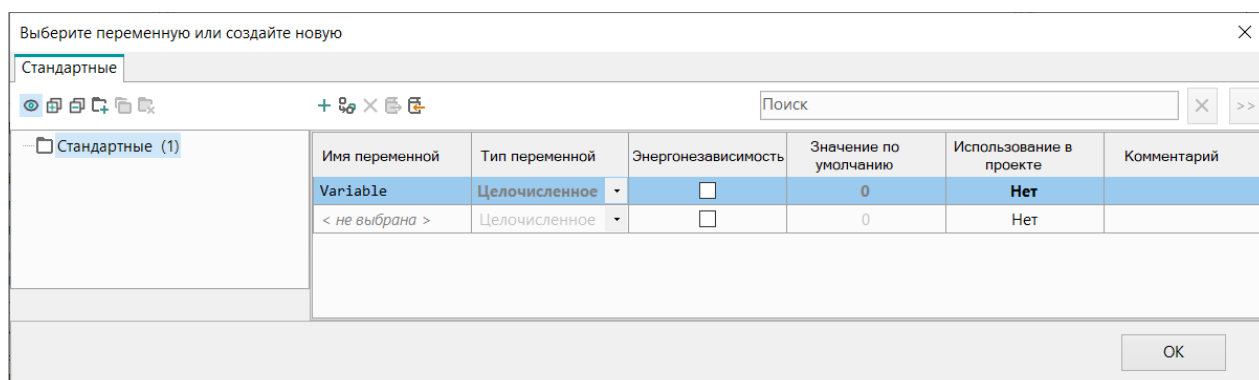 Выберите переменную или создайте новую
Стандартные
Поиск
>>
Стандартные (1)
Имя переменной Тип переменной Энергонезависимость Значение по умолчанию Использование в проекте Комментарий
Variable Целочисленное 0 Нет
< не выбрана > Целочисленное 0 Нет
OK